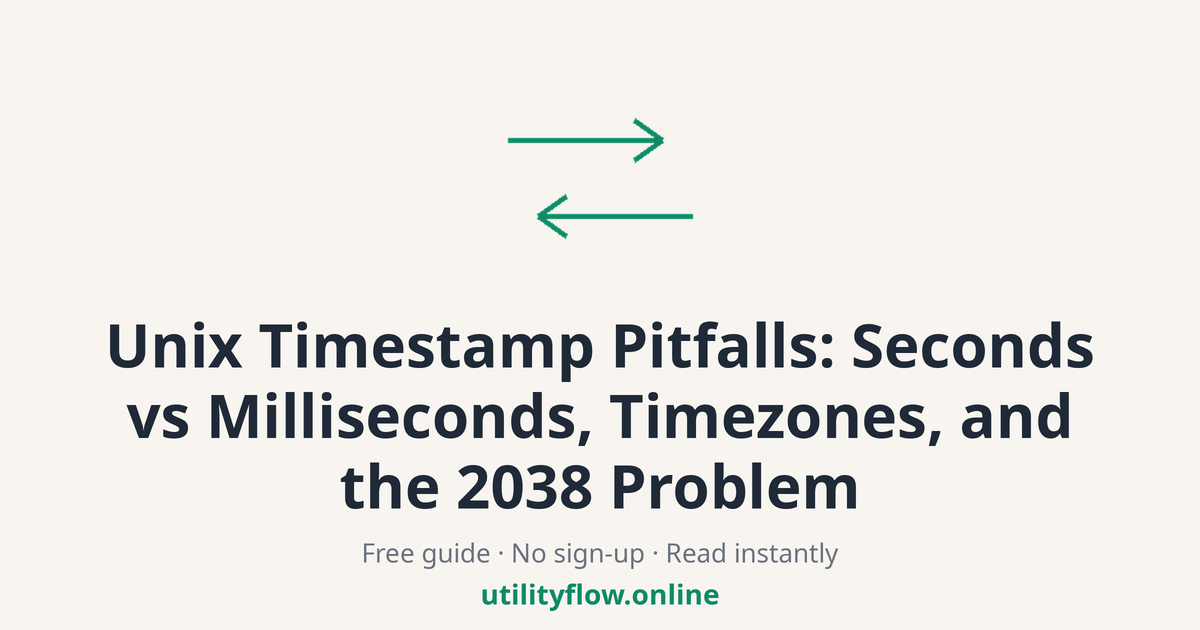 Unix Timestamp Pitfalls: Seconds
vs Milliseconds, Timezones, and
the 2038 Problem
Free guide · No sign-up · Read instantly
utilityflow.online